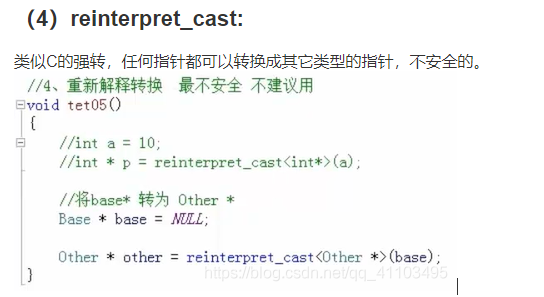 （4）reinterpret_cast:
类似C的强转，任何指针都可以转换成其它类型的指针，不安全的。
//4、重新解释转换  最不安全 不建议用
void tet05()
{
//int a = 10;
//int * p = reinterpret_cast<int*>(a);
//将base* 转为 Other *
Base * base = NULL;
Other * other = reinterpret_cast<Other *>(base);
}
https://blog.csdn.net/qq_41103495